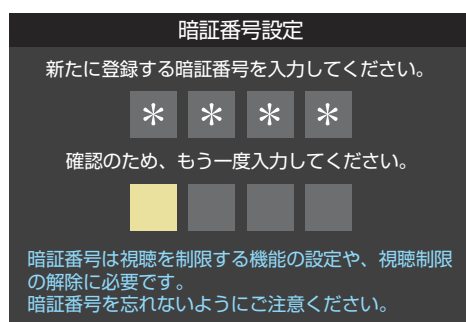 暗証番号設定
新たに登録する暗証番号を入力してください。
* * * *
確認のため、もう一度入力してください。
暗証番号は視聴を制限する機能の設定や、視聴制限
の解除に必要です。
暗証番号を忘れないようにご注意ください。